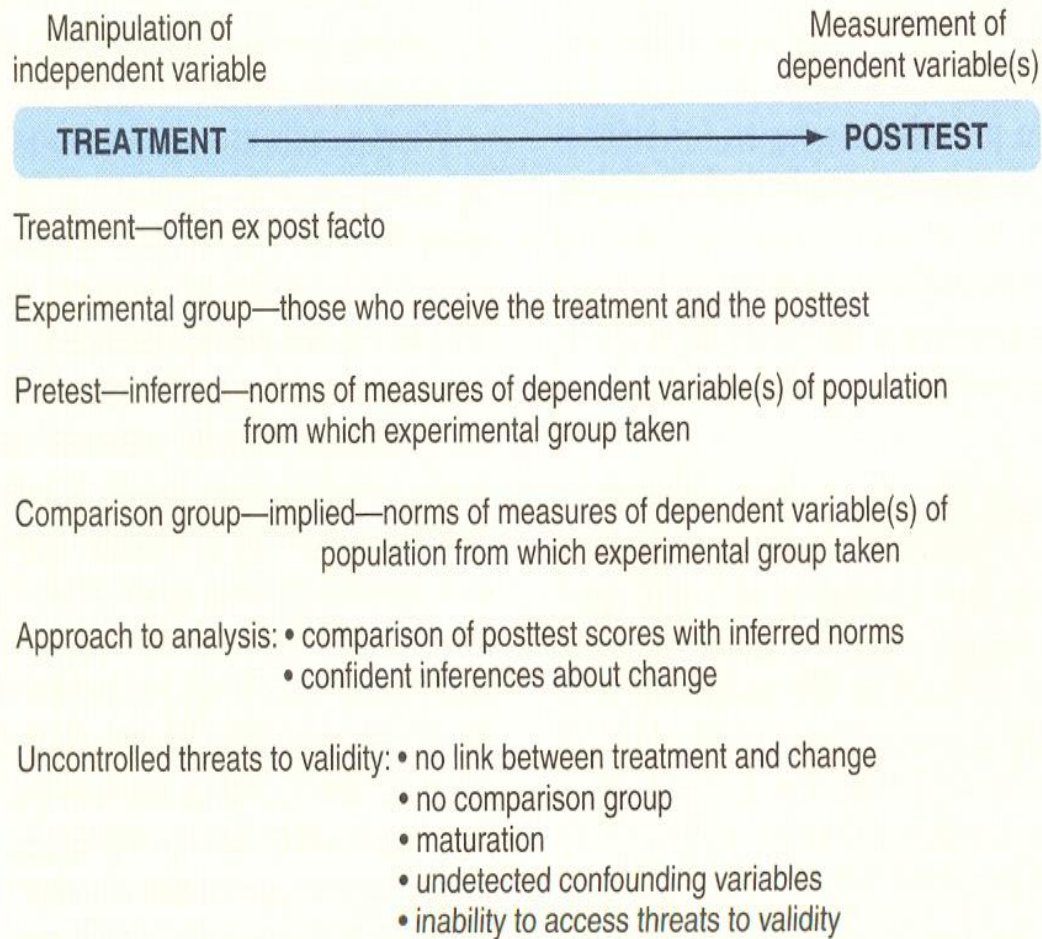 Manipulation of
independent variable
Measurement of
dependent variable(s)
TREATMENT
POSTTEST
Treatment—often ex post facto
Experimental group—those who receive the treatment and the posttest
Pretest—inferred—norms of measures of dependent variable(s) of population
from which experimental group taken
Comparison group—implied—norms of measures of dependent variable(s) of
population from which experimental group taken
Approach to analysis: • comparison of posttest scores with inferred norms
• confident inferences about change
Uncontrolled threats to validity: • no link between treatment and change
• no comparison group
• maturation
• undetected confounding variables
• inability to access threats to validity